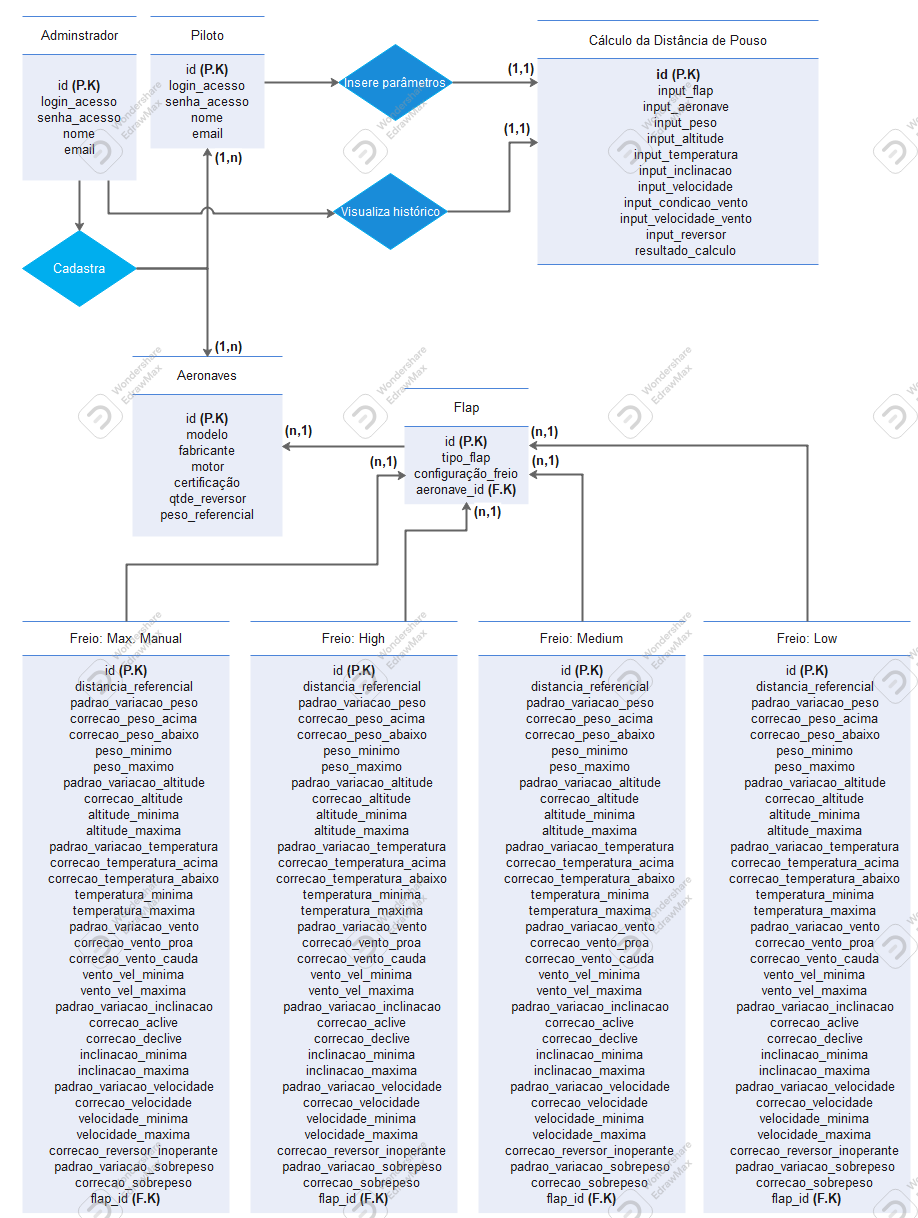 Adminstrador
id (P.K)
login_acesso
senha_acesso
nome
email
Piloto
id (P.K)
login_acesso
senha_acesso
nome
email
Insere parâmetros
(1,1)
Cálculo da Distância de Pouso
id (P.K)
input_flap
input_aeronave
input_peso
input_altitude
input_temperatura
input_inclinacao
input_velocidade
input_condicao_vento
input_velocidade_vento
input_reversor
resultado_calculo
(1,1)
(1,n)
Visualiza histórico
Cadastra
(1,n)
Aeronaves
id (P.K)
modelo
fabricante
motor
certificação
qtde_reversor
peso_referencial
(n,1)
Flap
id (P.K)
tipo_flap
configuração_freio
aeronave_id (F.K)
(n,1)
(n,1)
(n,1)
(n,1)
Freio: Max. Manual
id (P.K)
distancia_referencial
padrao_variacao_peso
correcao_peso_acima
correcao_peso_abaixo
peso_minimo
peso_maximo
padrao_variacao_altitude
correcao_altitude
altitude_minima
altitude_maxima
padrao_variacao_temperatura
correcao_temperatura_acima
correcao_temperatura_abaixo
temperatura_minima
temperatura_maxima
padrao_variacao_vento
correcao_vento_proa
correcao_vento_cauda
vento_vel_minima
vento_vel_maxima
padrao_variacao_inclinacao
correcao_aclive
correcao_declive
inclinacao_minima
inclinacao_maxima
padrao_variacao_velocidade
correcao_velocidade
velocidade_minima
velocidade_maxima
correcao_reversor_inoperante
padrao_variacao_sobrepeso
correcao_sobrepeso
flap_id (F.K)
Freio: High
id (P.K)
distancia_referencial
padrao_variacao_peso
correcao_peso_acima
correcao_peso_abaixo
peso_minimo
peso_maximo
padrao_variacao_altitude
correcao_altitude
altitude_minima
altitude_maxima
padrao_variacao_temperatura
correcao_temperatura_acima
correcao_temperatura_abaixo
temperatura_minima
temperatura_maxima
padrao_variacao_vento
correcao_vento_proa
correcao_vento_cauda
vento_vel_minima
vento_vel_maxima
padrao_variacao_inclinacao
correcao_aclive
correcao_declive
inclinacao_minima
inclinacao_maxima
padrao_variacao_velocidade
correcao_velocidade
velocidade_minima
velocidade_maxima
correcao_reversor_inoperante
padrao_variacao_sobrepeso
correcao_sobrepeso
flap_id (F.K)
Freio: Medium
id (P.K)
distancia_referencial
padrao_variacao_peso
correcao_peso_acima
correcao_peso_abaixo
peso_minimo
peso_maximo
padrao_variacao_altitude
correcao_altitude
altitude_minima
altitude_maxima
padrao_variacao_temperatura
correcao_temperatura_acima
correcao_temperatura_abaixo
temperatura_minima
temperatura_maxima
padrao_variacao_vento
correcao_vento_proa
correcao_vento_cauda
vento_vel_minima
vento_vel_maxima
padrao_variacao_inclinacao
correcao_aclive
correcao_declive
inclinacao_minima
inclinacao_maxima
padrao_variacao_velocidade
correcao_velocidade
velocidade_minima
velocidade_maxima
correcao_reversor_inoperante
padrao_variacao_sobrepeso
correcao_sobrepeso
flap_id (F.K)
Freio: Low
id (P.K)
distancia_referencial
padrao_variacao_peso
correcao_peso_acima
correcao_peso_abaixo
peso_minimo
peso_maximo
padrao_variacao_altitude
correcao_altitude
altitude_minima
altitude_maxima
padrao_variacao_temperatura
correcao_temperatura_acima
correcao_temperatura_abaixo
temperatura_minima
temperatura_maxima
padrao_variacao_vento
correcao_vento_proa
correcao_vento_cauda
vento_vel_minima
vento_vel_maxima
padrao_variacao_inclinacao
correcao_aclive
correcao_declive
inclinacao_minima
inclinacao_maxima
padrao_variacao_velocidade
correcao_velocidade
velocidade_minima
velocidade_maxima
correcao_reversor_inoperante
padrao_variacao_sobrepeso
correcao_sobrepeso
flap_id (F.K)
Wondershare
EdrawMax